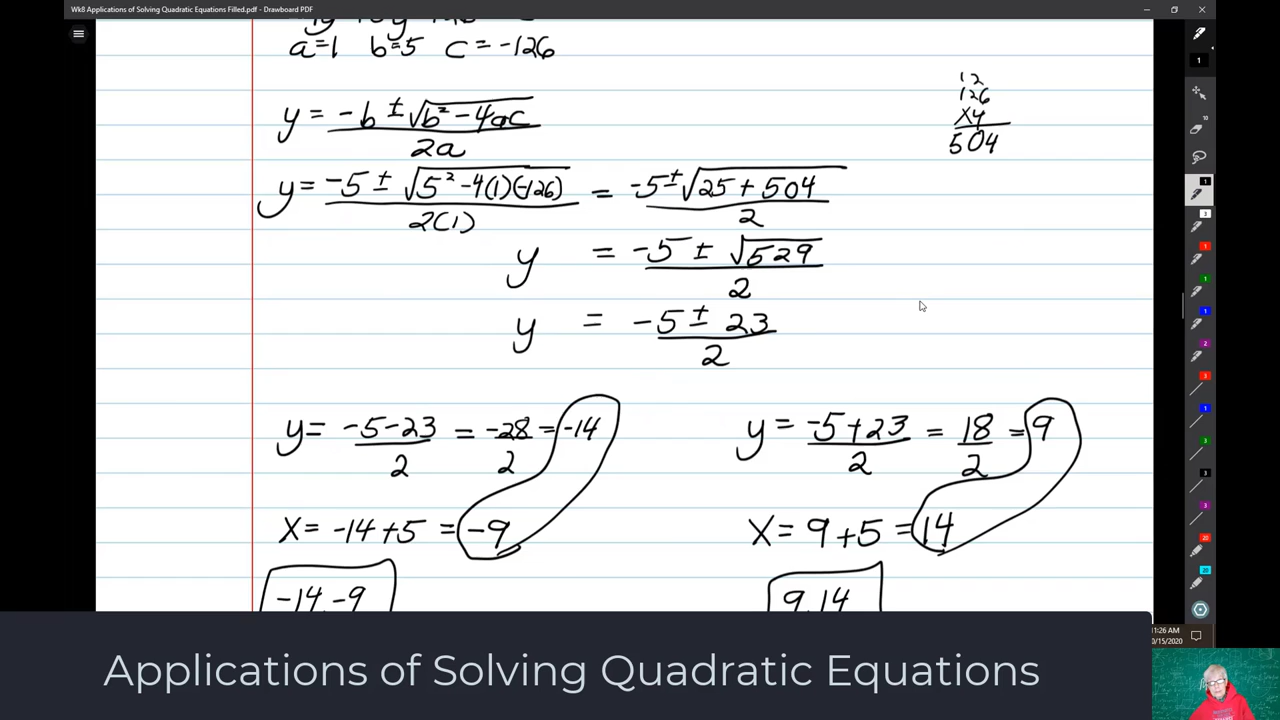 Wk8 Applications of Solving Quadratic Equations Filled.pdf - Drawboard PDF
a=1 b=5 c=-126
12
126
x4
504
y = (-b ± √(b² - 4ac)) / 2a
y = (-5 ± √(5² - 4(1)(-126))) / 2(1) = (-5 ± √(25 + 504)) / 2
y = (-5 ± √529) / 2
y = (-5 ± 23) / 2
y = (-5-23) / 2 = -28 / 2 = -14
y = (-5+23) / 2 = 18 / 2 = 9
x = -14+5 = -9
x = 9+5 = 14
-14, -9
9, 14
11:26 AM
Applications of Solving Quadratic Equations